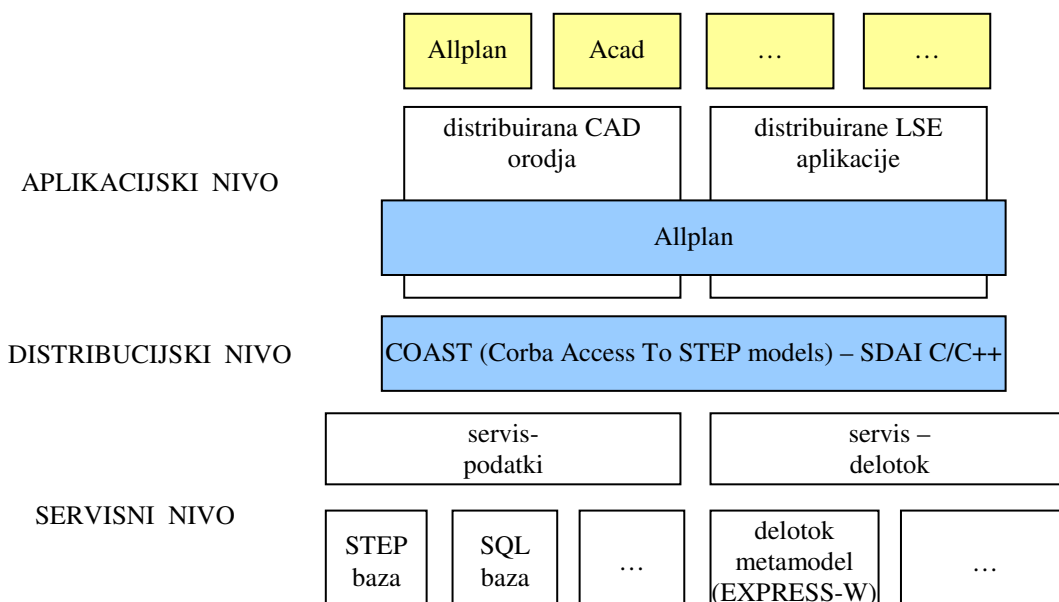 Allplan
Acad
…
…
distribuirana CAD
orodja
distribuirane LSE
aplikacije
APLIKACIJSKI NIVO
Allplan
DISTRIBUCIJSKI NIVO
COAST (Corba Access To STEP models) – SDAI C/C++
servis-
podatki
servis –
delotok
SERVISNI NIVO
STEP
baza
SQL
baza
…
delotok
metamodel
(EXPRESS-W)
…